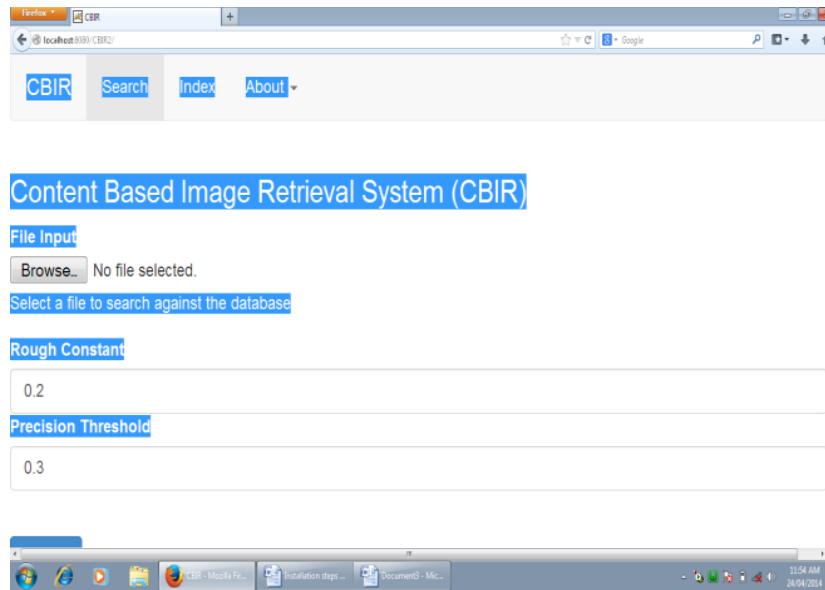 Firefox
CBIR
localhost:8080/CBIR2/
Google
CBIR
Search
Index
About
Content Based Image Retrieval System (CBIR)
File Input
Browse_ No file selected.
Select a file to search against the database
Rough Constant
0.2
Precision Threshold
0.3
CBIR - Mozilla Fir...
Installation steps ...
Document3 - Mic...
11:54 AM
24/04/2014